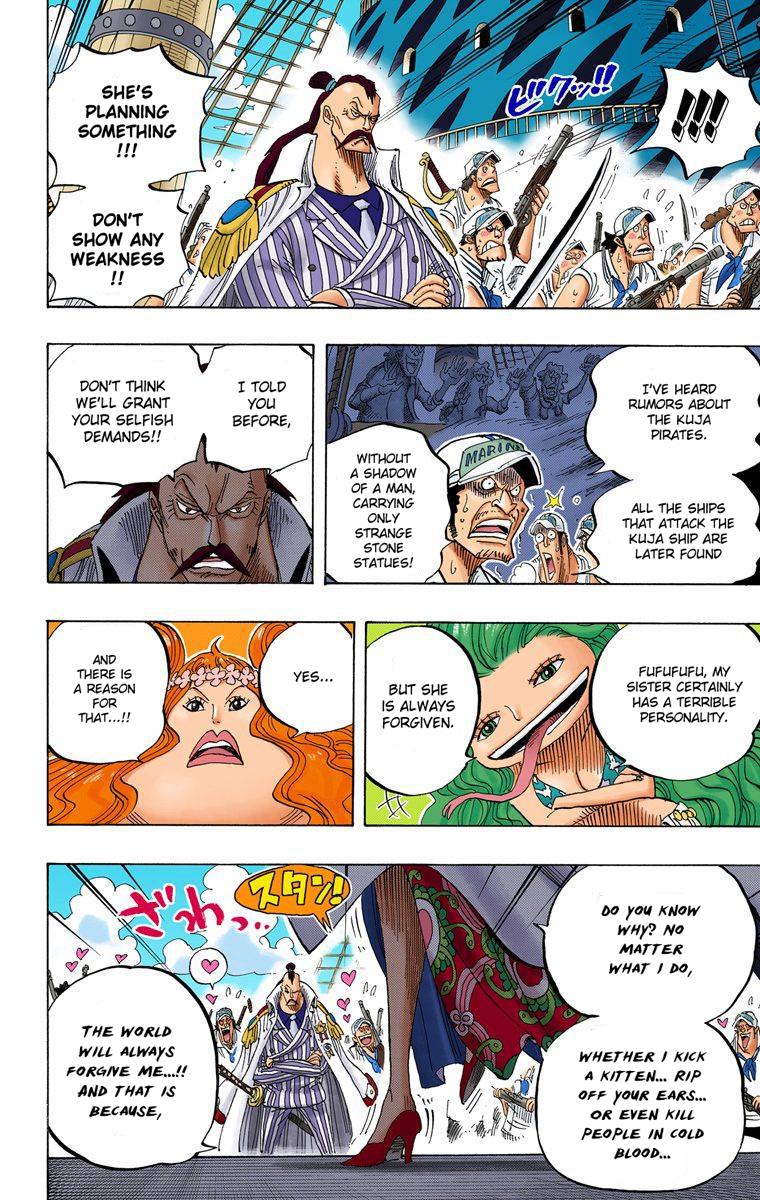 !!!
ビクッ!!
SHE'S
PLANNING
SOMETHING
!!!
DON'T
SHOW ANY
WEAKNESS
!!
I'VE HEARD
RUMORS ABOUT
THE KUJA
PIRATES.
ALL THE SHIPS
THAT ATTACK THE
KUJA SHIP ARE
LATER FOUND
WITHOUT
A SHADOW
OF A MAN,
CARRYING
ONLY
STRANGE
STONE
STATUES!
MARINE
I TOLD
YOU
BEFORE,
DON'T THINK
WE'LL GRANT
YOUR SELFISH
DEMANDS!!
FUFUFUFU, MY
SISTER CERTAINLY
HAS A TERRIBLE
PERSONALITY.
BUT SHE
IS ALWAYS
FORGIVEN.
YES...
AND
THERE IS
A REASON
FOR
THAT...!!
DO YOU KNOW
WHY? NO
MATTER
WHAT I DO,
WHETHER I KICK
A KITTEN... RIP
OFF YOUR EARS...
OR EVEN KILL
PEOPLE IN COLD
BLOOD...
スタン!
ざわっ...
THE WORLD
WILL ALWAYS
FORGIVE ME...!!
AND THAT IS
BECAUSE,